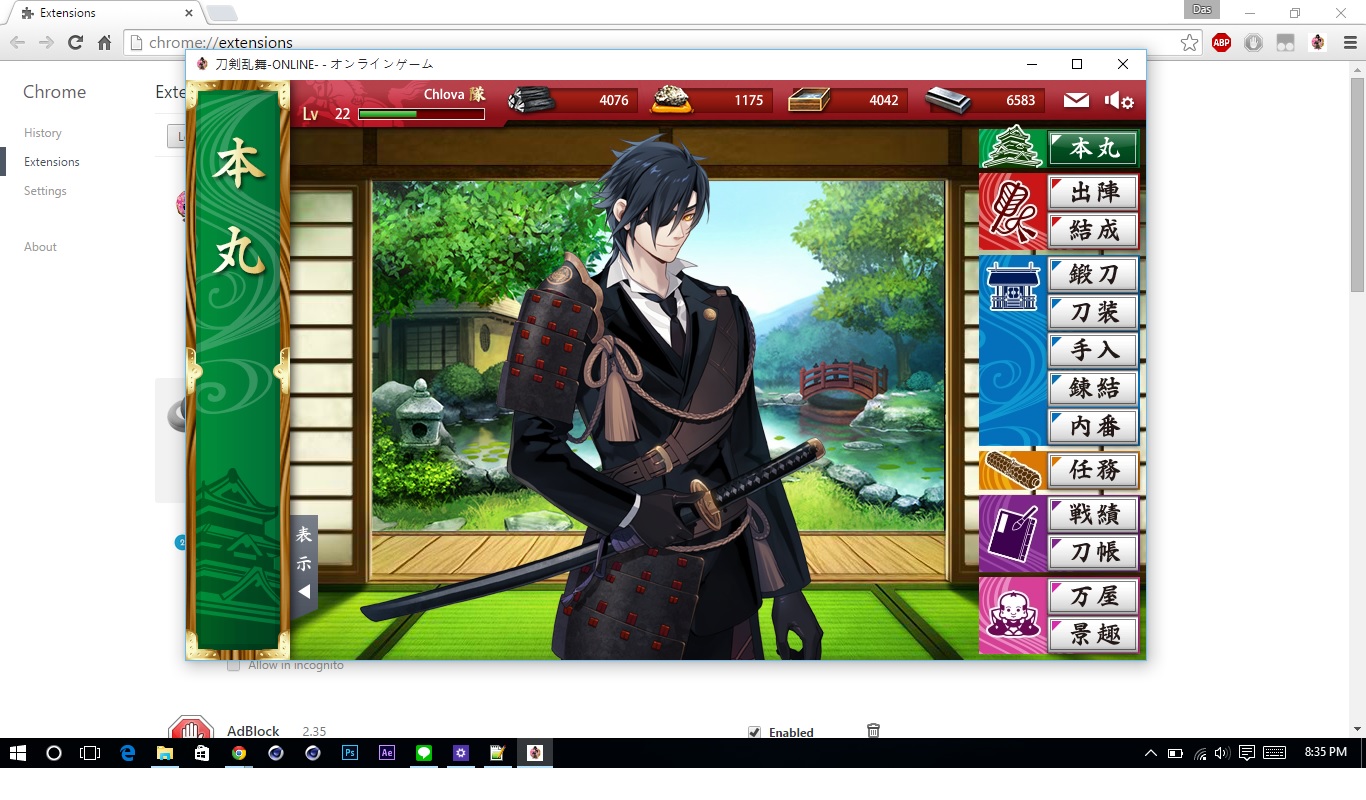 Extensions
Das
chrome://extensions
ABP
刀剣乱舞-ONLINE- - オンラインゲーム
Chrome
Exte
History
Extensions
Settings
About
本丸
Chlova 隊
Lv 22
4076
1175
4042
6583
本丸
出陣
結成
鍛刀
刀装
手入
錬結
内番
任務
戦績
刀帳
万屋
景趣
表示
Allow in incognito
AdBlock 2.35
Enabled
Ps
Ae
8:35 PM